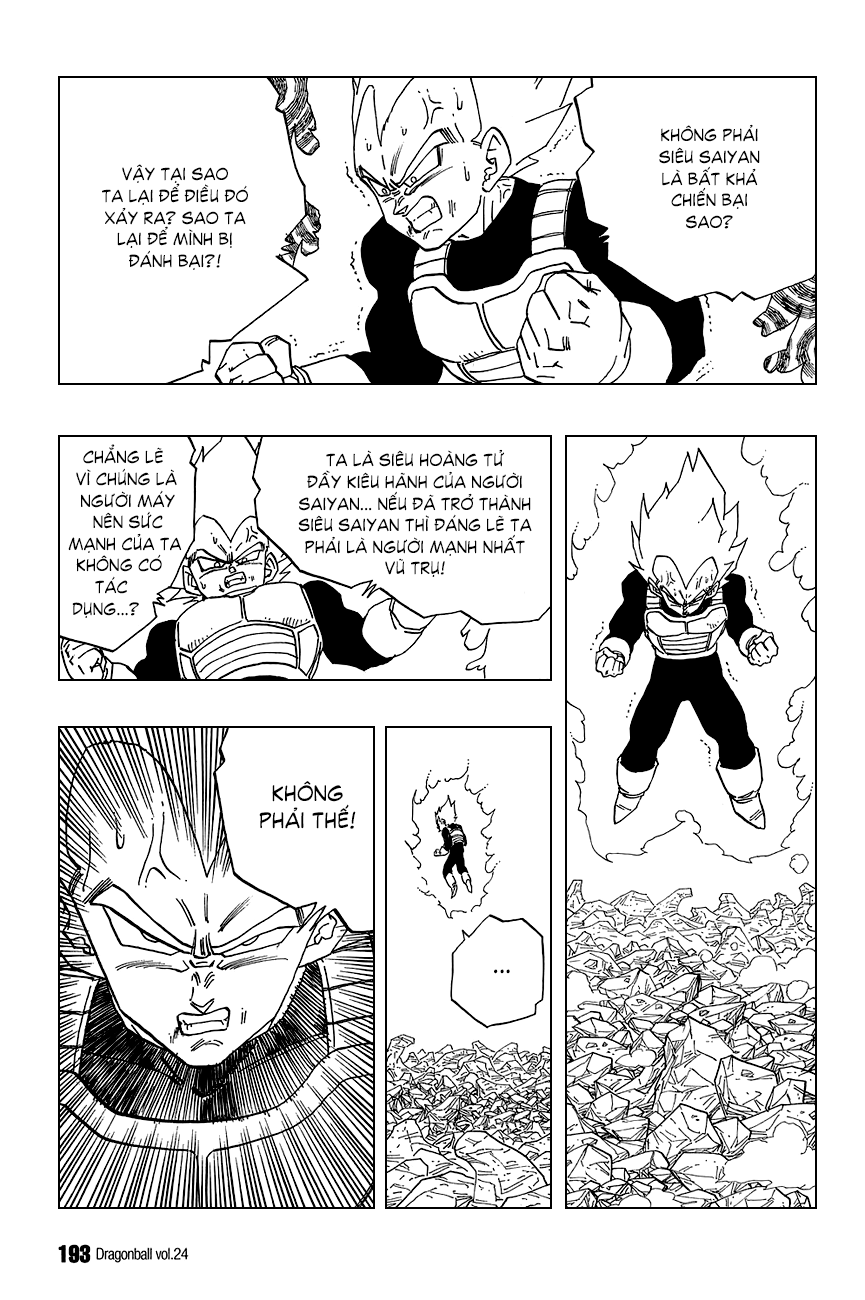 KHÔNG PHẢI
SIÊU SAIYAN
LÀ BẤT KHẢ
CHIẾN BẠI
SAO?
VẬY TẠI SAO
TA LẠI ĐỂ ĐIỀU ĐÓ
XẢY RA? SAO TA
LẠI ĐỂ MÌNH BỊ
ĐÁNH BẠI?!
TA LÀ SIÊU HOÀNG TỬ
ĐẦY KIÊU HÃNH CỦA NGƯỜI
SAIYAN... NẾU ĐÃ TRỞ THÀNH
SIÊU SAIYAN THÌ ĐÁNG LẼ TA
PHẢI LÀ NGƯỜI MẠNH NHẤT
VŨ TRỤ!
CHẲNG LẼ
VÌ CHÚNG LÀ
NGƯỜI MÁY
NÊN SỨC
MẠNH CỦA TA
KHÔNG CÓ
TÁC
DỤNG...?
...
KHÔNG
PHẢI THẾ!
193 Dragonball vol.24